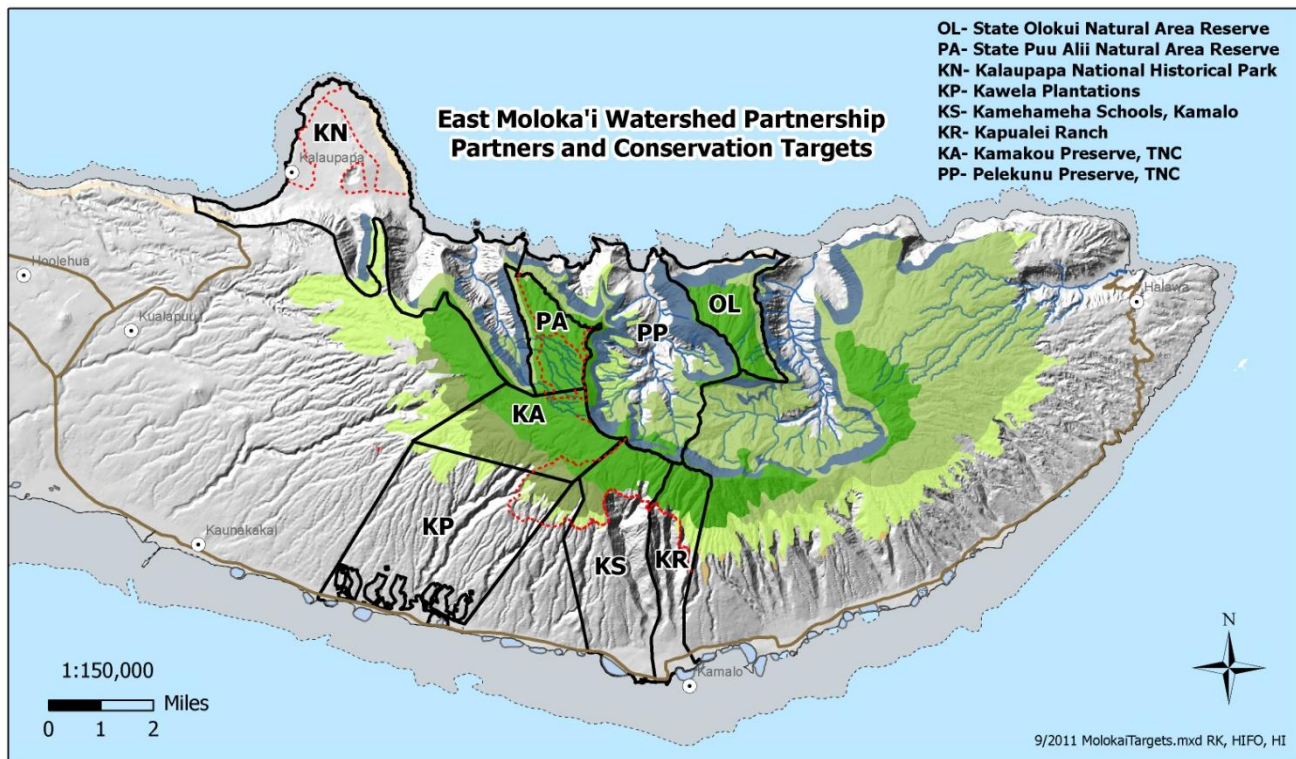 OL- State Olokui Natural Area Reserve
PA- State Puu Alii Natural Area Reserve
KN- Kalaupapa National Historical Park
KP- Kawela Plantations
KS- Kamehameha Schools, Kamalo
KR- Kapualei Ranch
KA- Kamakou Preserve, TNC
PP- Pelekunu Preserve, TNC
East Moloka'i Watershed Partnership
Partners and Conservation Targets
KN
Kalaupapa
Hoolehua
Kualapuu
Halawa
PA
PP
OL
KA
Kaunakakai
KP
KS
KR
Kamalo
N
1:150,000
Miles
0 1 2
9/2011 MolokaiTargets.mxd RK, HIFO, HI